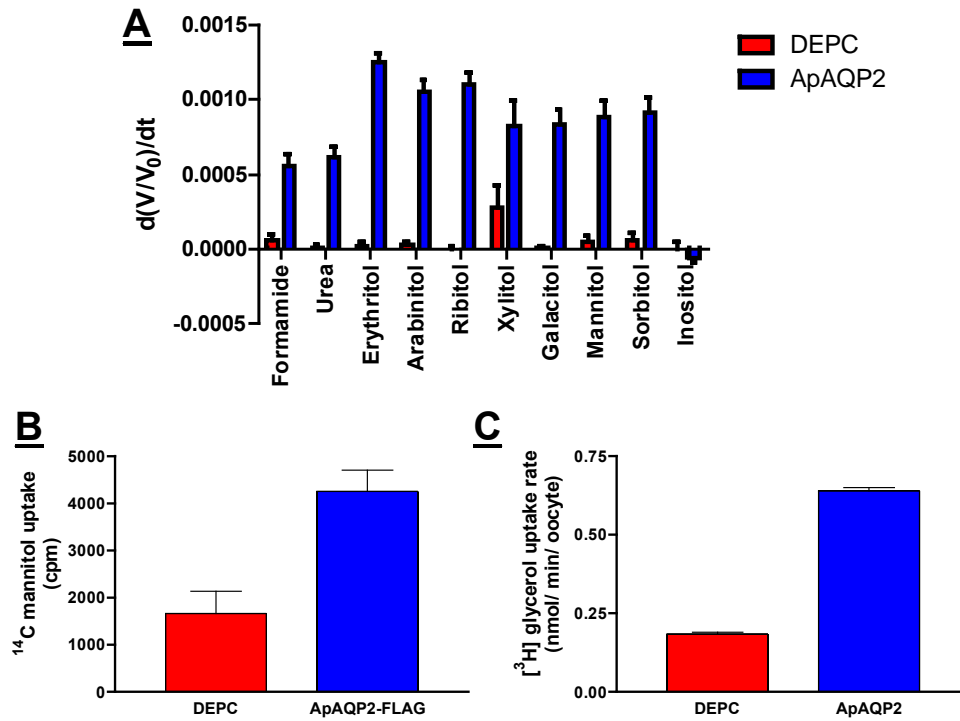 A
d(V/V0)/dt
0.0015
0.0010
0.0005
0.0000
-0.0005
Formamide
Urea
Erythritol
Arabinitol
Ribitol
Xylitol
Galacitol
Mannitol
Sorbitol
Inositol
DEPC
ApAQP2
B
14C mannitol uptake
(cpm)
5000
4000
3000
2000
1000
0
DEPC
ApAQP2-FLAG
C
[3H] glycerol uptake rate
(nmol/ min/ oocyte)
0.75
0.50
0.25
0.00
DEPC
ApAQP2